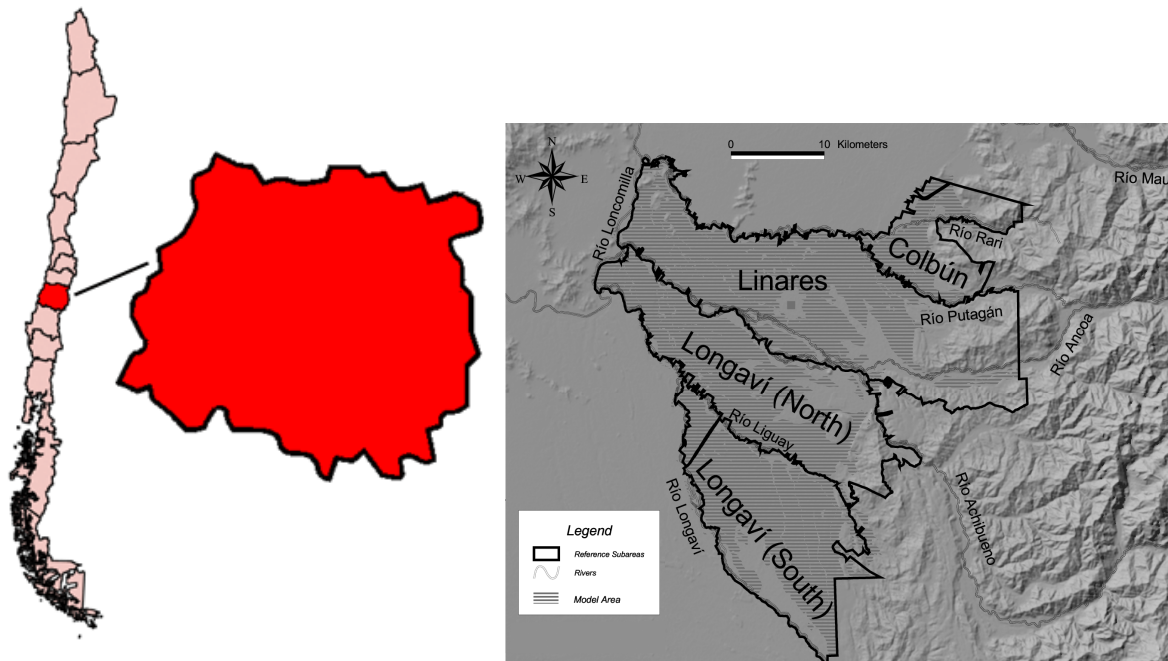 N
W E
S
0 10 Kilometers
Río Mau
Río Loncomilla
Río Rari
Colbún
Linares
Río Putagán
Río Ancoa
Longaví (North)
Río Liguay
Longaví (South)
Río Longaví
Río Achibueno
Legend
Reference Subareas
Rivers
Model Area